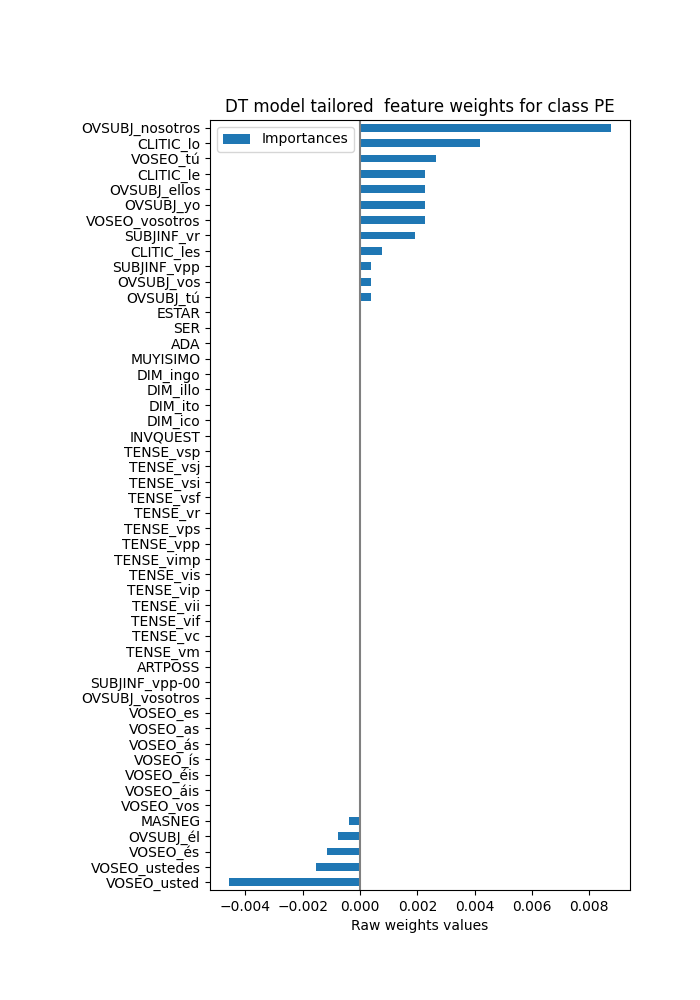 DT model tailored  feature weights for class PE
Importances
OVSUBJ_nosotros
CLITIC_lo
VOSEO_tú
CLITIC_le
OVSUBJ_ellos
OVSUBJ_yo
VOSEO_vosotros
SUBJINF_vr
CLITIC_les
SUBJINF_vpp
OVSUBJ_vos
OVSUBJ_tú
ESTAR
SER
ADA
MUYISIMO
DIM_ingo
DIM_illo
DIM_ito
DIM_ico
INVQUEST
TENSE_vsp
TENSE_vsj
TENSE_vsi
TENSE_vsf
TENSE_vr
TENSE_vps
TENSE_vpp
TENSE_vimp
TENSE_vis
TENSE_vip
TENSE_vii
TENSE_vif
TENSE_vc
TENSE_vm
ARTPOSS
SUBJINF_vpp-00
OVSUBJ_vosotros
VOSEO_es
VOSEO_as
VOSEO_ás
VOSEO_ís
VOSEO_éis
VOSEO_áis
VOSEO_vos
MASNEG
OVSUBJ_él
VOSEO_és
VOSEO_ustedes
VOSEO_usted
−0.004 −0.002 0.000 0.002 0.004 0.006 0.008
Raw weights values